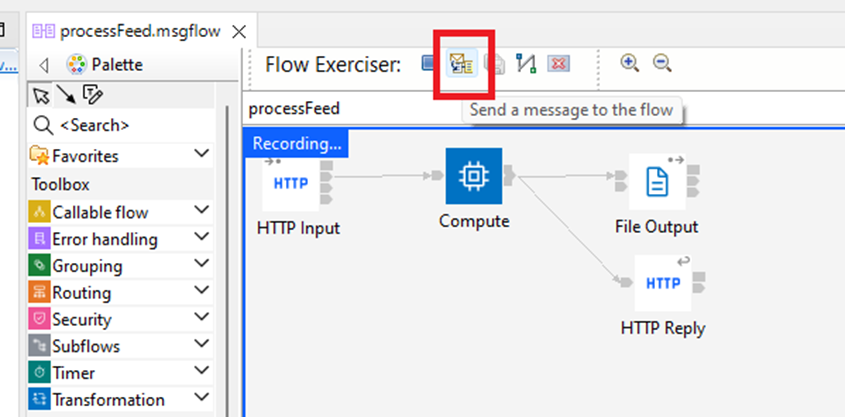 processFeed.msgflow
Palette
Flow Exerciser:
<Search>
processFeed
Send a message to the flow
Recording...
Favorites
Toolbox
Callable flow
Error handling
Grouping
Routing
Security
Subflows
Timer
Transformation
HTTP
HTTP Input
Compute
File Output
HTTP
HTTP Reply